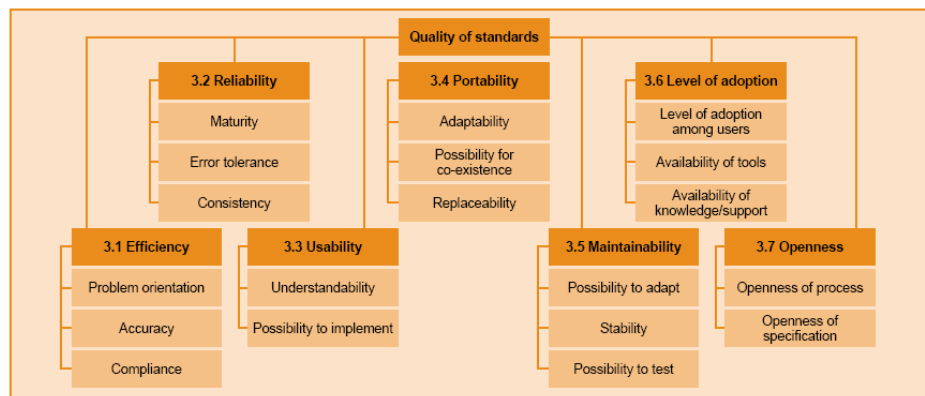 Quality of standards
3.2 Reliability
Maturity
Error tolerance
Consistency
3.4 Portability
Adaptability
Possibility for
co-existence
Replaceability
3.6 Level of adoption
Level of adoption
among users
Availability of tools
Availability of
knowledge/support
3.1 Efficiency
Problem orientation
Accuracy
Compliance
3.3 Usability
Understandability
Possibility to implement
3.5 Maintainability
Possibility to adapt
Stability
Possibility to test
3.7 Openness
Openness of process
Openness of
specification